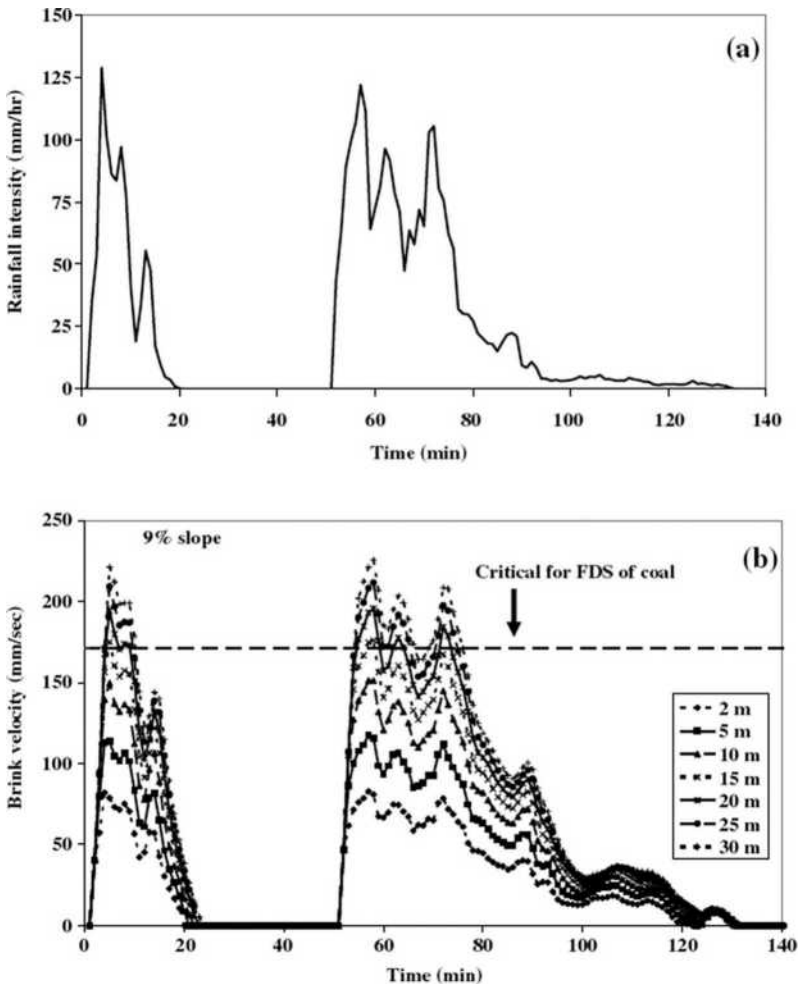 (a)
Rainfall intensity (mm/hr)
150
125
100
75
50
25
0
0 20 40 60 80 100 120 140
Time (min)
(b)
9% slope
Critical for FDS of coal
Brink velocity (mm/sec)
250
200
150
100
50
0
2 m
5 m
10 m
15 m
20 m
25 m
30 m
0 20 40 60 80 100 120 140
Time (min)